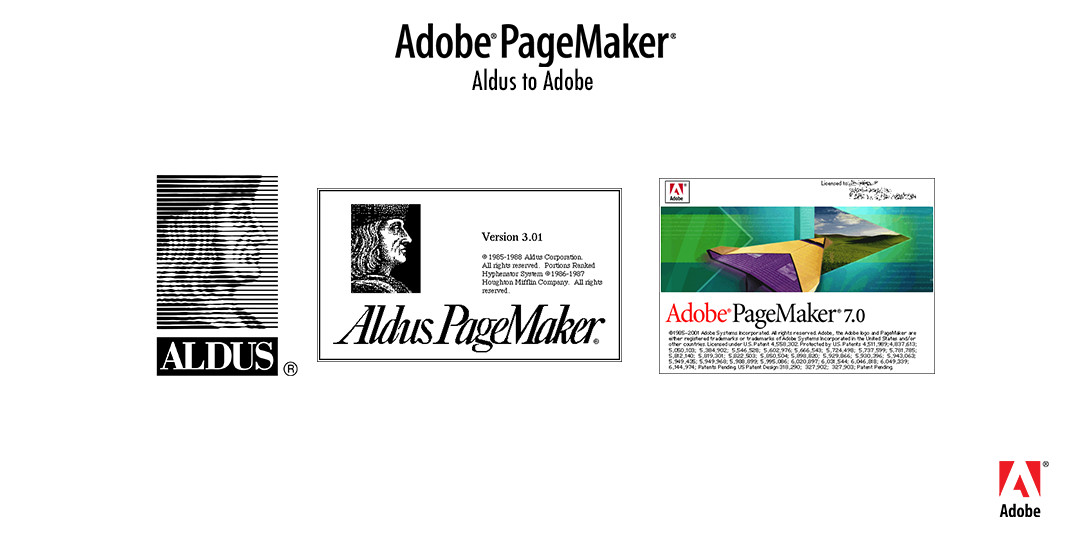 Adobe® PageMaker®
Aldus to Adobe
ALDUS ®
Version 3.01
© 1985-1988 Aldus Corporation.
All rights reserved. Portions Ranked
Hyphenator System © 1986-1987
Houghton Mifflin Company. All rights
reserved.
Aldus PageMaker®
Adobe
Licensed to:
Adobe® PageMaker® 7.0
©1985-2001 Adobe Systems Incorporated. All rights reserved. Adobe, the Adobe logo and PageMaker are
either registered trademarks or trademarks of Adobe Systems Incorporated in the United States and/or
other countries. Licensed under U.S. Patent 4,558,302. Protected by U.S. Patents 4,511,989; 4,837,613;
5,050,103; 5,384,902; 5,546,528; 5,602,976; 5,666,543; 5,724,498; 5,737,599; 5,781,785;
5,812,140; 5,819,301; 5,822,503; 5,850,504; 5,898,820; 5,929,866; 5,930,396; 5,943,063;
5,949,435; 5,949,968; 5,988,899; 5,995,086; 6,020,897; 6,031,544; 6,046,818; 6,049,339;
6,144,974; Patents Pending. US Patent Design 318,290; 327,902; 327,903; Patent Pending.
Adobe®